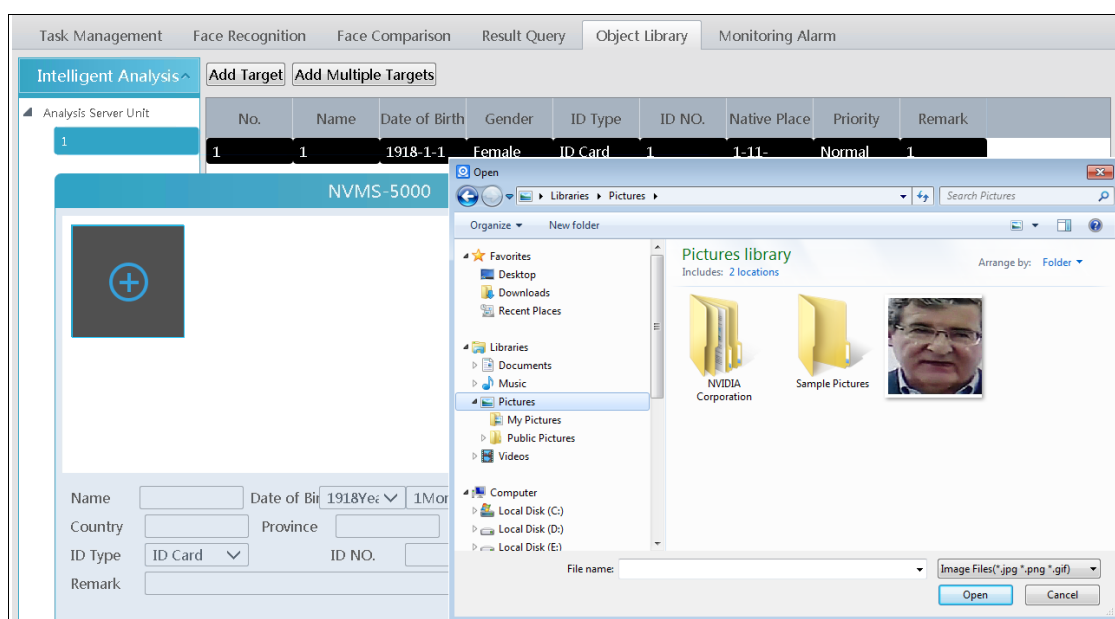 Task Management Face Recognition Face Comparison Result Query Object Library Monitoring Alarm
Intelligent Analysis Add Target Add Multiple Targets
Analysis Server Unit
No. Name Date of Birth Gender ID Type ID NO. Native Place Priority Remark
1
1 1 1918-1-1 Female ID Card 1 1-11- Normal 1
NVMS-5000
Open
Libraries Pictures
Search Pictures
Organize New folder
Favorites
Desktop
Downloads
Recent Places
Libraries
Documents
Music
Pictures
My Pictures
Public Pictures
Videos
Computer
Local Disk (C:)
Local Disk (D:)
Local Disk (E:)
Pictures library
Includes: 2 locations
Arrange by: Folder
NVIDIA
Corporation
Sample Pictures
File name:
Image Files(*.jpg *.png *.gif)
Open Cancel
Name Date of Bir 1918Yea 1Mor
Country Province
ID Type ID Card ID NO.
Remark